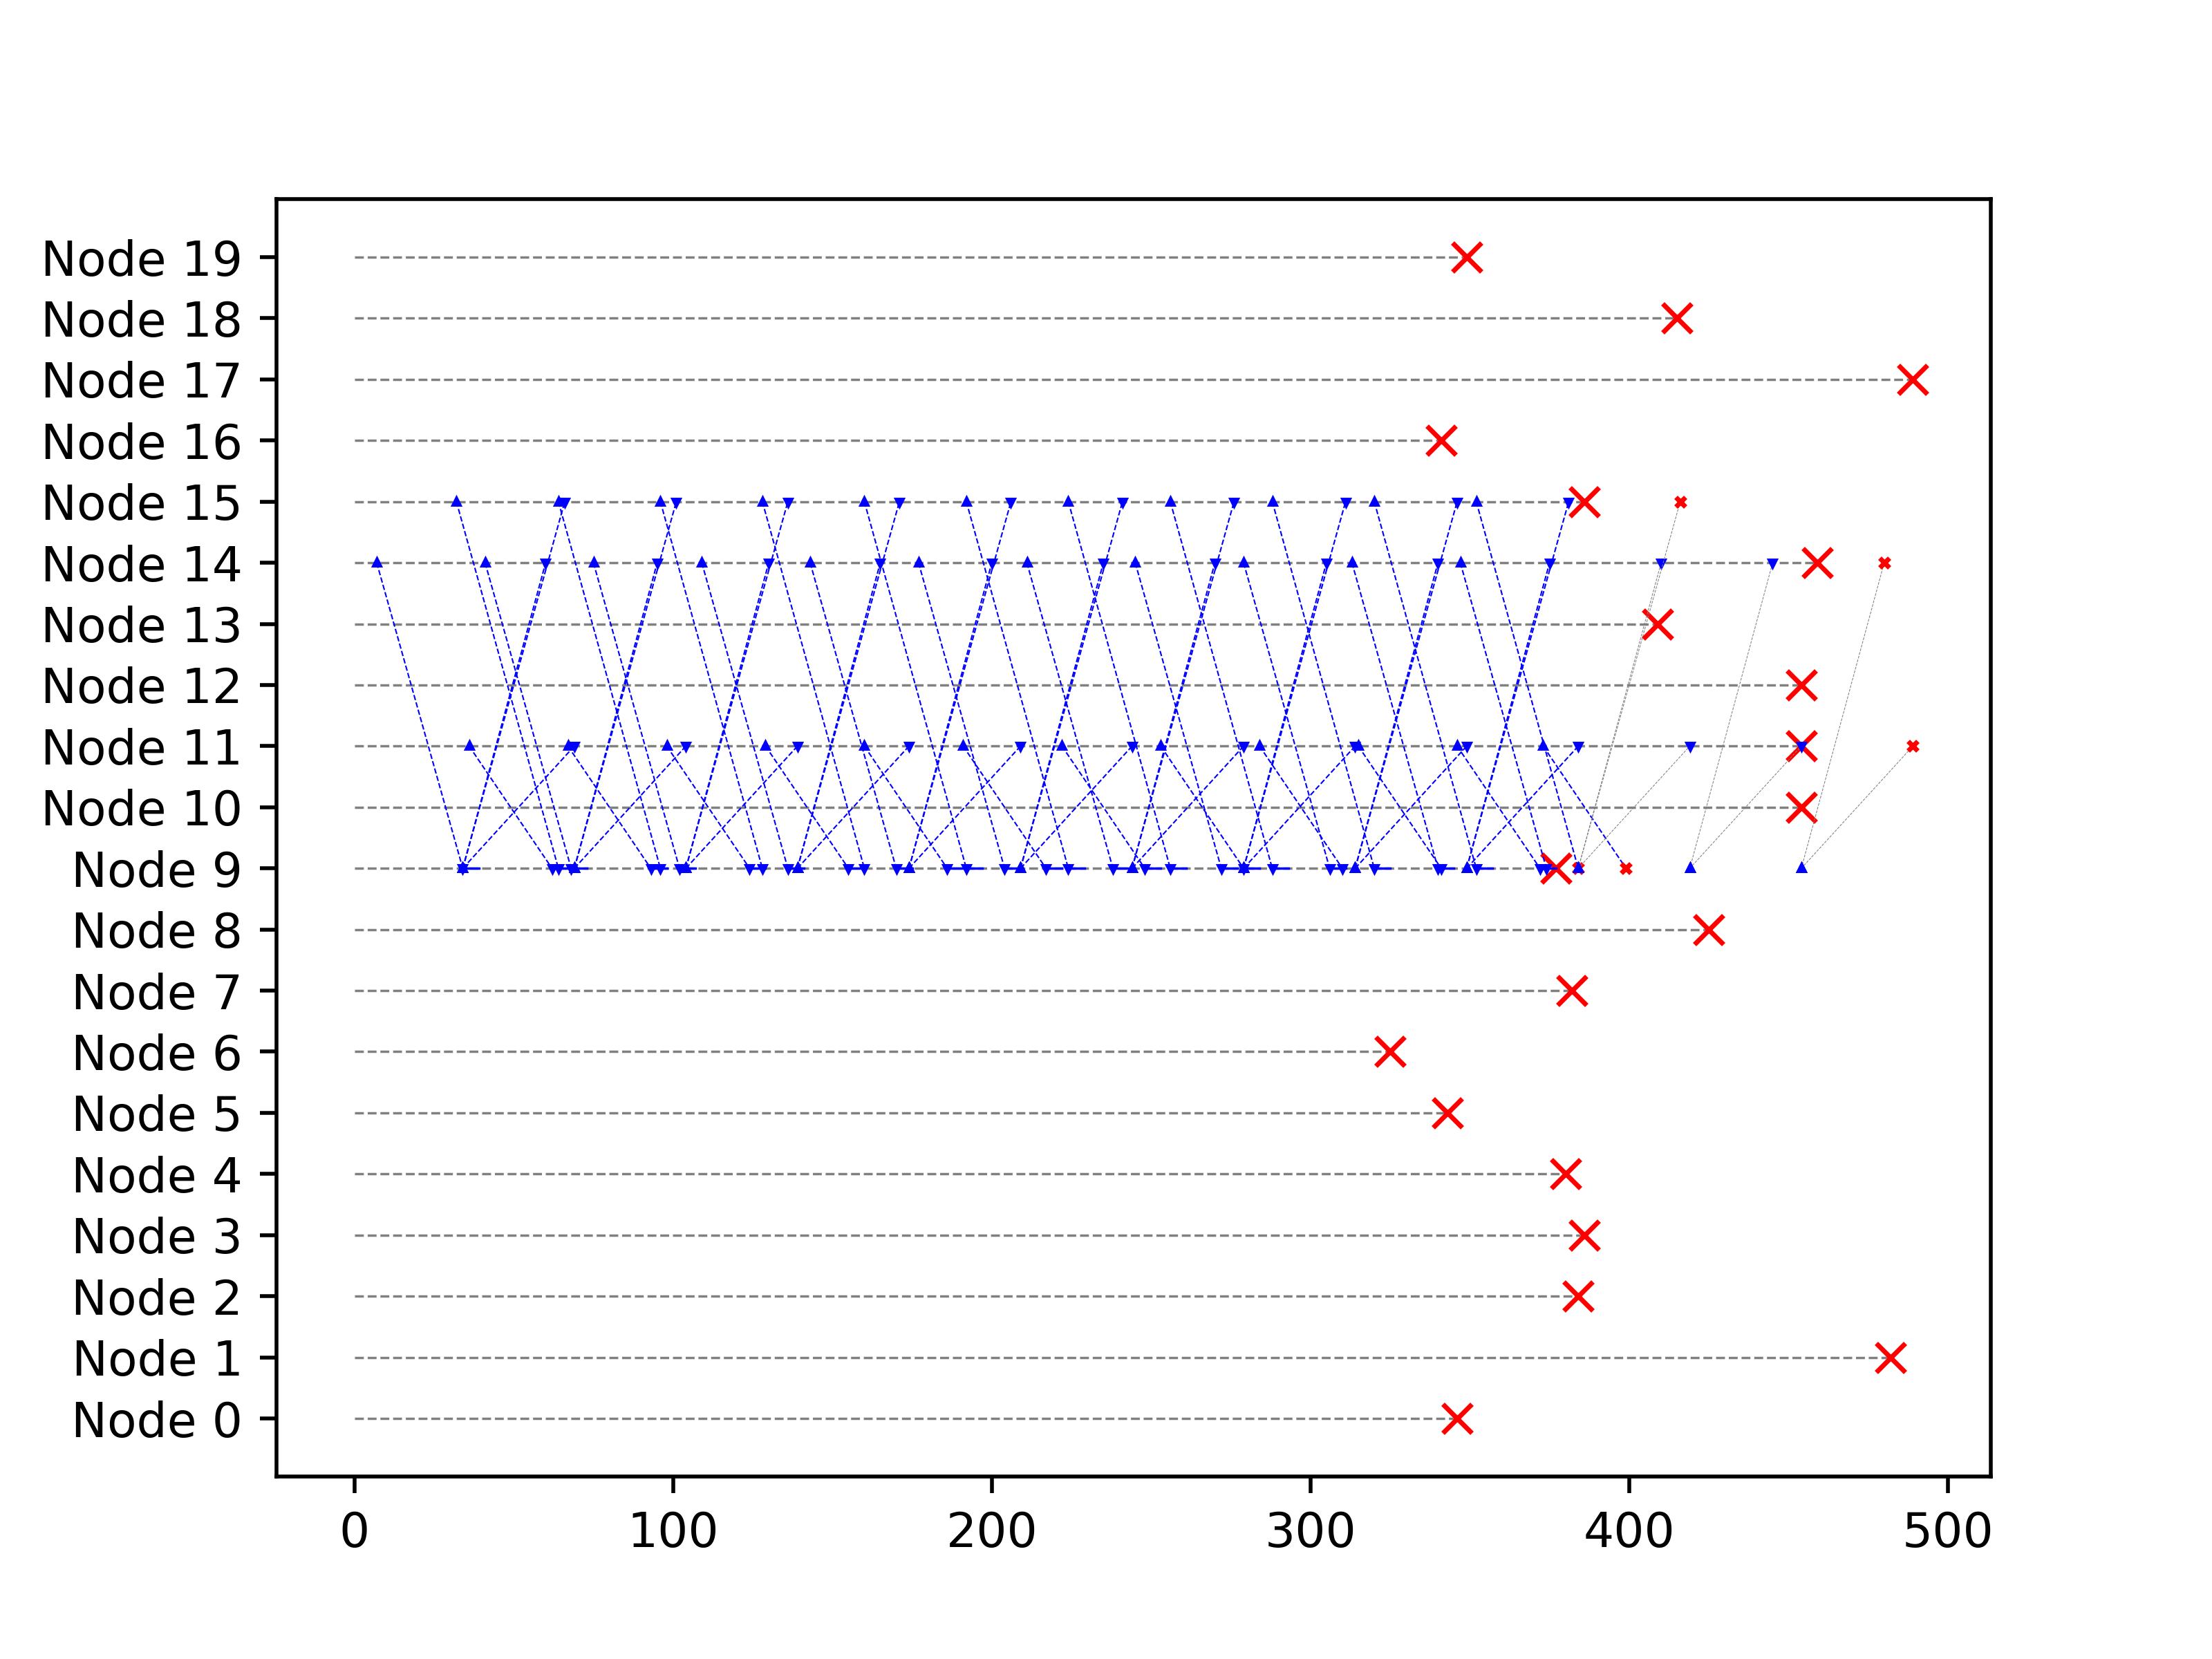 Node 19
Node 18
Node 17
Node 16
Node 15
Node 14
Node 13
Node 12
Node 11
Node 10
Node 9
Node 8
Node 7
Node 6
Node 5
Node 4
Node 3
Node 2
Node 1
Node 0
0 100 200 300 400 500